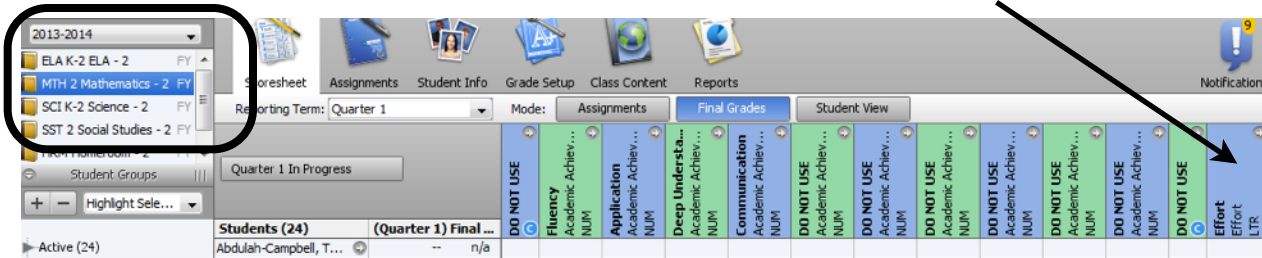 2013-2014
ELA K-2 ELA - 2 FY
MTH 2 Mathematics - 2 FY
SCI K-2 Science - 2 FY
SST 2 Social Studies - 2 FY
HRM Homeroom - 2 FY
Student Groups
+ − Highlight Sele...
Active (24)
Scoresheet Assignments Student Info Grade Setup Class Content Reports
9
Notification
Reporting Term: Quarter 1 Mode: Assignments Final Grades Student View
Quarter 1 In Progress
Students (24) (Quarter 1) Final ...
Abdulah-Campbell, T... -- n/a
DO NOT USE
C
Fluency
Academic Achiev...
NUM
Application
Academic Achiev...
NUM
Deep Understa...
Academic Achiev...
NUM
Communication
Academic Achiev...
NUM
DO NOT USE
Academic Achiev...
NUM
DO NOT USE
Academic Achiev...
NUM
DO NOT USE
Academic Achiev...
NUM
DO NOT USE
Academic Achiev...
NUM
DO NOT USE
Academic Achiev...
NUM
DO NOT USE
Academic Achiev...
NUM
DO NOT USE
C
Effort
Effort
LTR